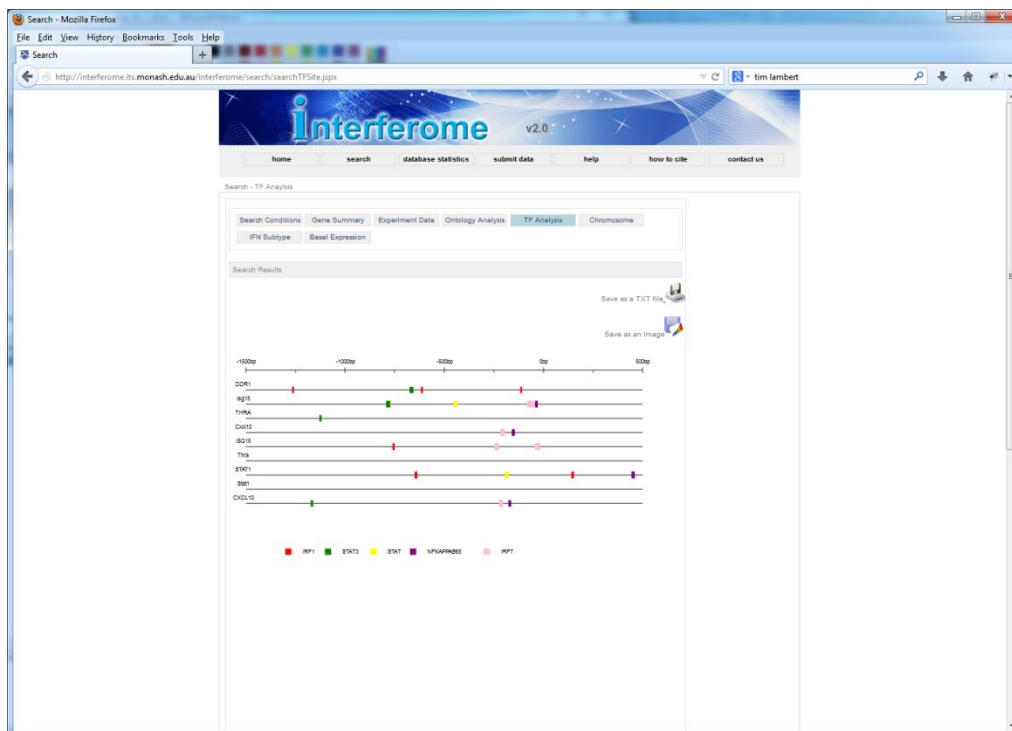 Search - Mozilla Firefox
File Edit View History Bookmarks Tools Help
Search +
http://interferome.its.monash.edu.au/interferome/search/searchTFSite.jspx tim lambert
interferome v2.0
home search database statistics submit data help how to cite contact us
Search - TF Anaylsis
Search Conditions Gene Summary Experiment Data Ontology Analysis TF Analysis Chromosome
IFN Subtype Basal Expression
Search Results
Save as a TXT file
Save as an Image
-1500bp -1000bp -500bp 0bp 500bp
DDR1
Isg15
THRA
Cxcl10
ISG15
Thra
STAT1
Stat1
CXCL10
IRF1 STAT3 STAT NFKAPPAB65 IRF7